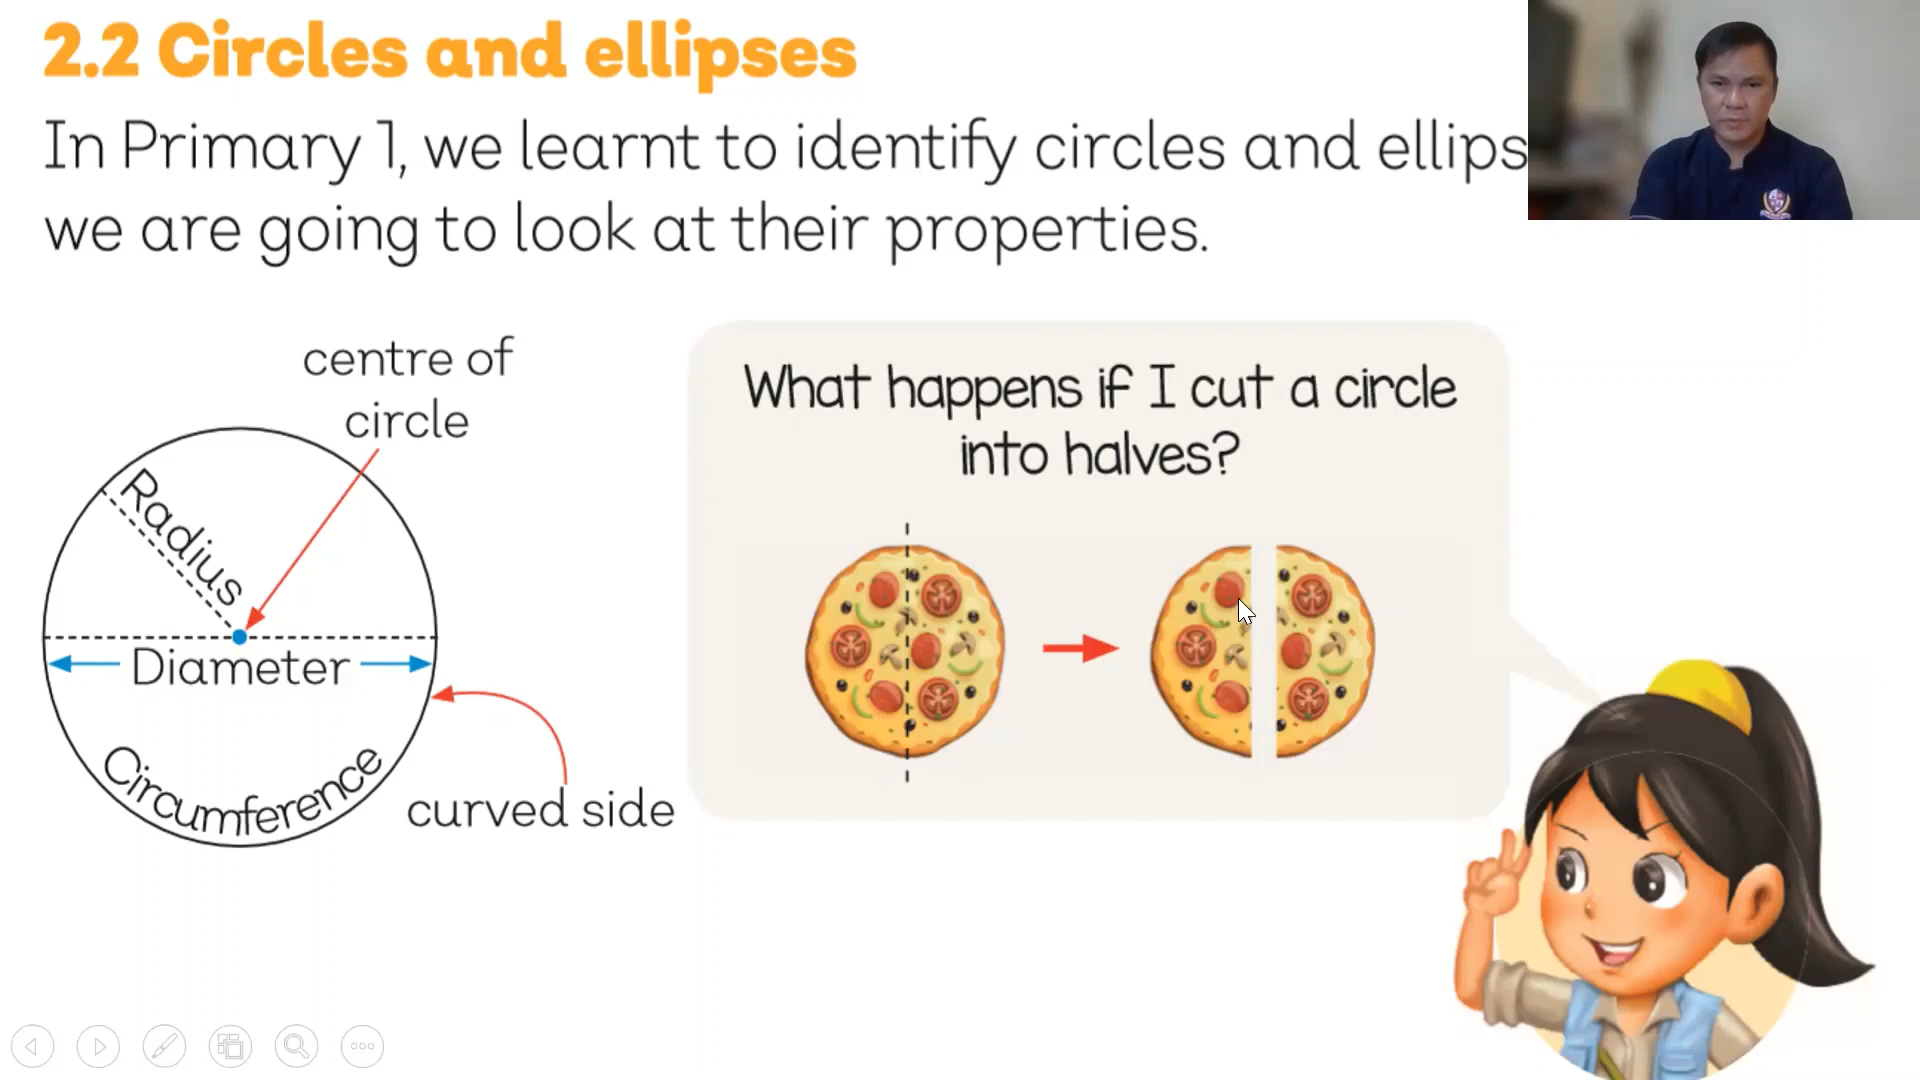 2.2 Circles and ellipses
In Primary 1, we learnt to identify circles and ellips
we are going to look at their properties.
centre of
circle
Radius
Diameter
Circumference
curved side
What happens if I cut a circle
into halves?